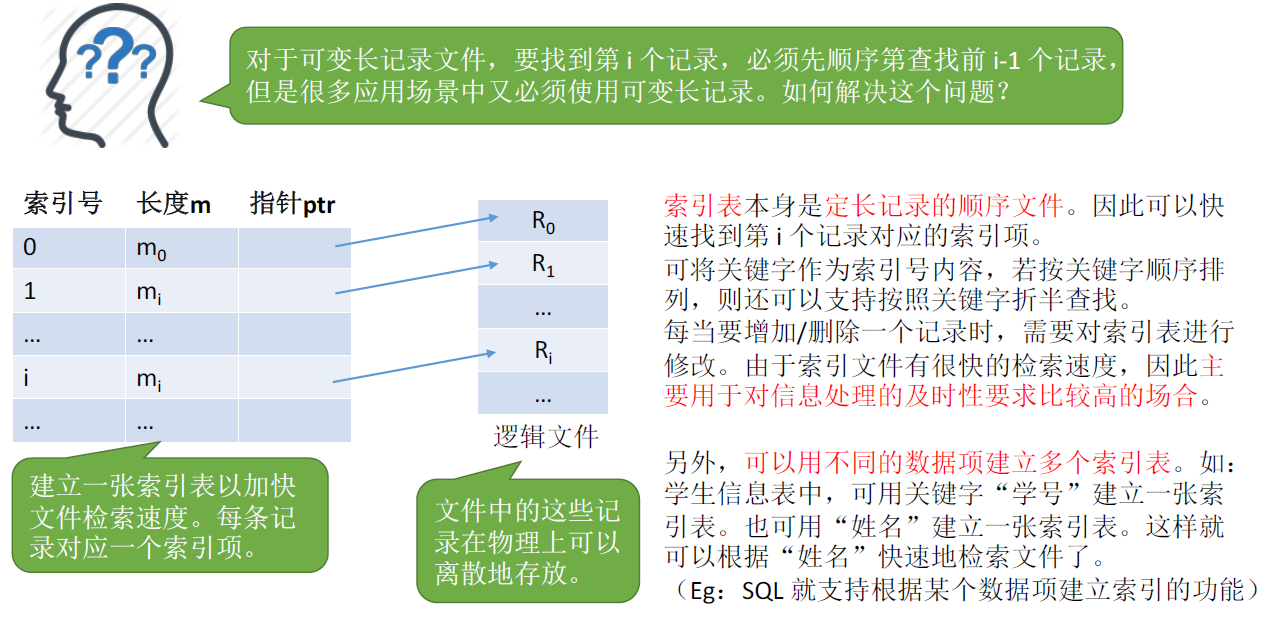 ???
对于可变长记录文件，要找到第 i 个记录，必须先顺序第查找前 i-1 个记录，
但是很多应用场景中又必须使用可变长记录。如何解决这个问题？
索引号 长度m 指针ptr
0 m0
1 mi
... ...
i mi
... ...
R0
R1
...
Ri
...
逻辑文件
建立一张索引表以加快
文件检索速度。每条记
录对应一个索引项。
文件中的这些记
录在物理上可以
离散地存放。
索引表本身是定长记录的顺序文件。因此可以快
速找到第 i 个记录对应的索引项。
可将关键字作为索引号内容，若按关键字顺序排
列，则还可以支持按照关键字折半查找。
每当要增加/删除一个记录时，需要对索引表进行
修改。由于索引文件有很快的检索速度，因此主
要用于对信息处理的及时性要求比较高的场合。
另外，可以用不同的数据项建立多个索引表。如：
学生信息表中，可用关键字“学号”建立一张索
引表。也可用“姓名”建立一张索引表。这样就
可以根据“姓名”快速地检索文件了。
（Eg：SQL 就支持根据某个数据项建立索引的功能）